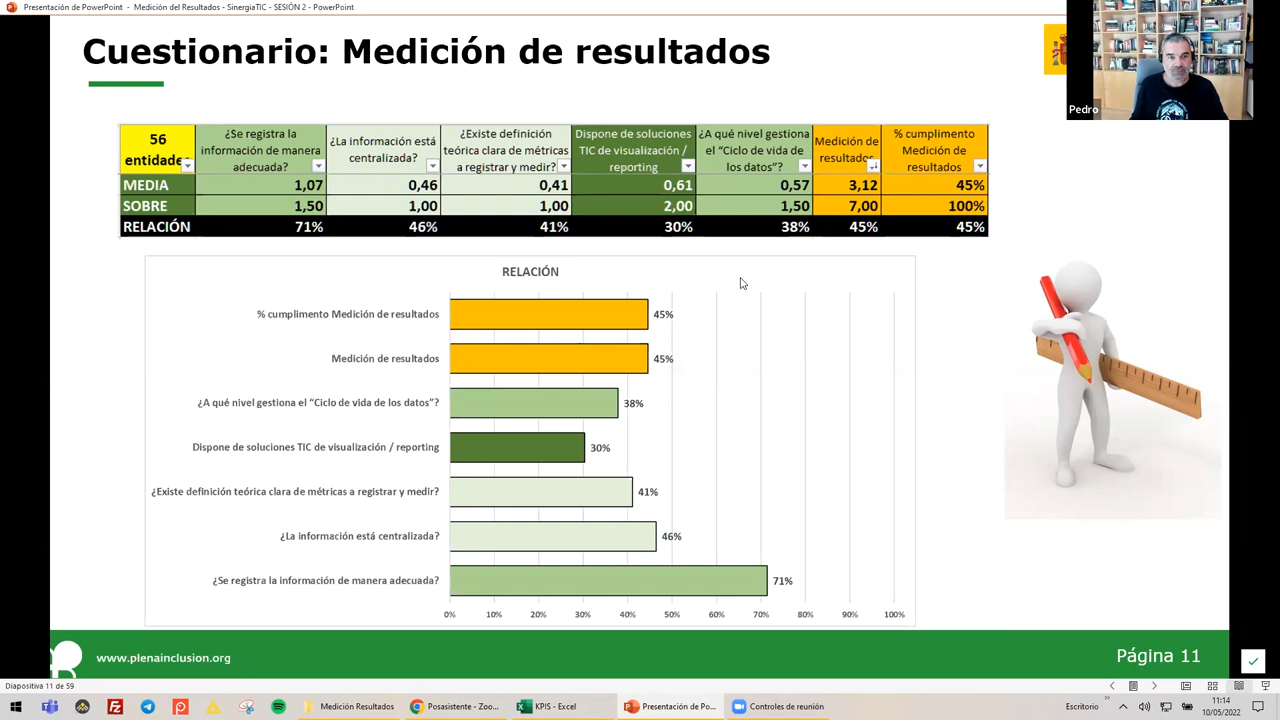 Presentación de PowerPoint - Medición del Resultados - SinergiaTIC - SESIÓN 2 - PowerPoint
Cuestionario: Medición de resultados
Pedro
56 entidades
¿Se registra la información de manera adecuada?
¿La información está centralizada?
¿Existe definición teórica clara de métricas a registrar y medir?
Dispone de soluciones TIC de visualización / reporting
¿A qué nivel gestiona el “Ciclo de vida de los datos”?
Medición de resultados
% cumplimento Medición de resultados
MEDIA 1,07 0,46 0,41 0,61 0,57 3,12 45%
SOBRE 1,50 1,00 1,00 2,00 1,50 7,00 100%
RELACIÓN 71% 46% 41% 30% 38% 45% 45%
RELACIÓN
% cumplimento Medición de resultados 45%
Medición de resultados 45%
¿A qué nivel gestiona el “Ciclo de vida de los datos”? 38%
Dispone de soluciones TIC de visualización / reporting 30%
¿Existe definición teórica clara de métricas a registrar y medir? 41%
¿La información está centralizada? 46%
¿Se registra la información de manera adecuada? 71%
0% 10% 20% 30% 40% 50% 60% 70% 80% 90% 100%
www.plenainclusion.org
Página 11
Diapositiva 11 de 59
Medición Resultados
Posasistente - Zoo...
KPIS - Excel
Presentación de Po...
Controles de reunión
Escritorio
11:14
10/05/2022